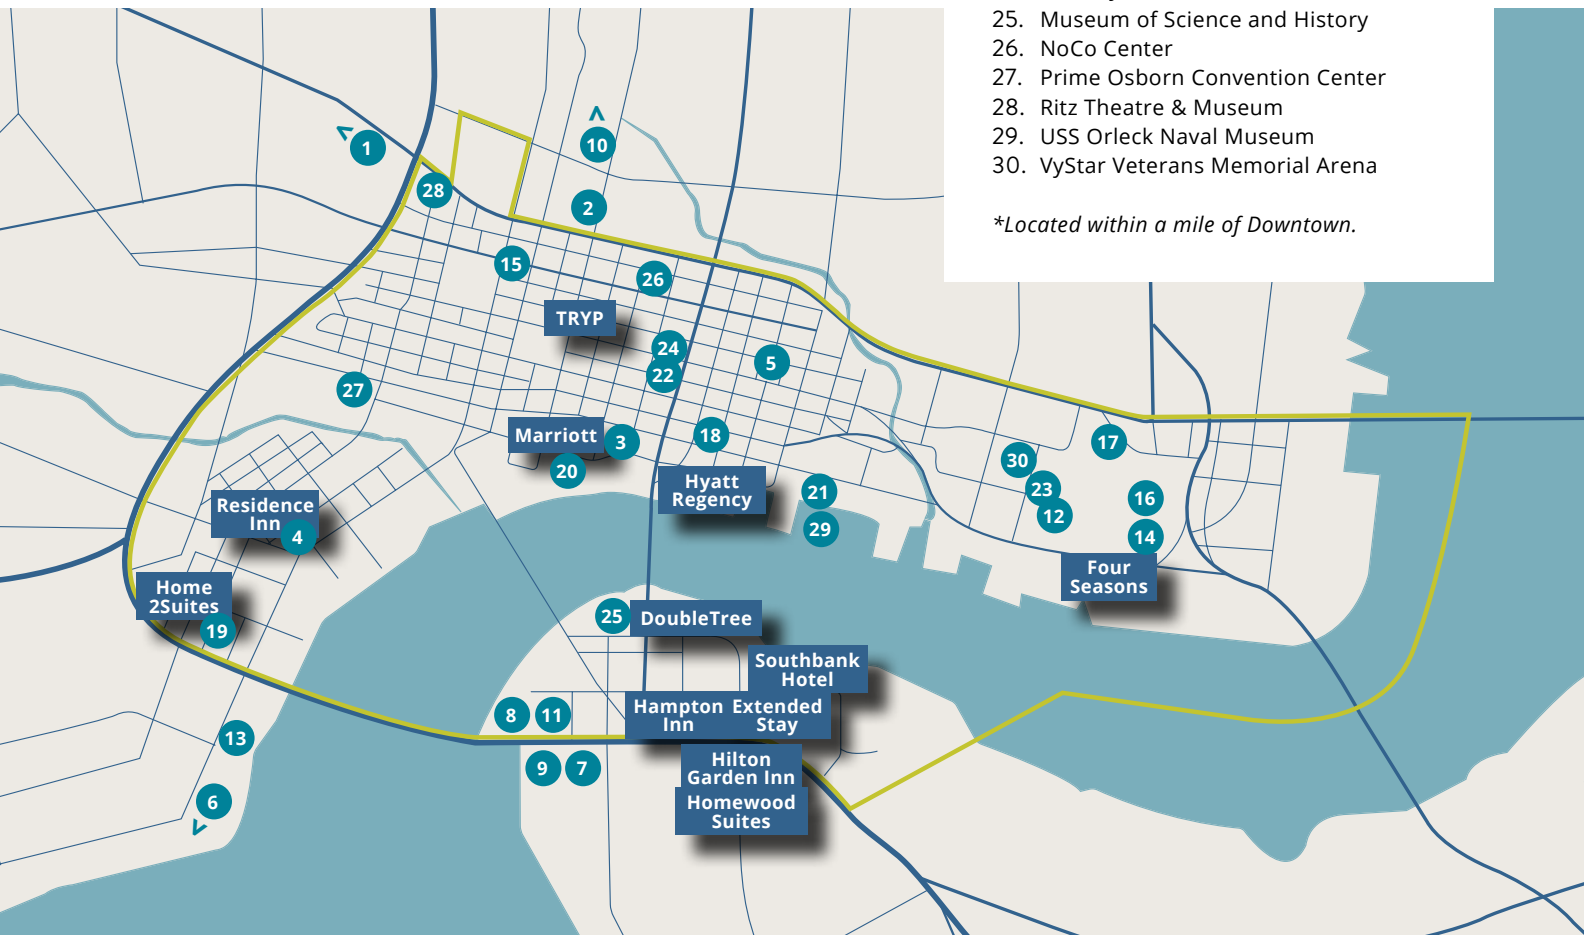 25. Museum of Science and History
26. NoCo Center
27. Prime Osborn Convention Center
28. Ritz Theatre & Museum
29. USS Orleck Naval Museum
30. VyStar Veterans Memorial Arena
*Located within a mile of Downtown.
1
10
28
2
15
26
TRYP
24
5
22
27
Marriott
3
18
17
20
30
Hyatt
Regency
21
23
16
Residence
Inn
4
29
12
14
Four
Seasons
Home
2Suites
19
25
DoubleTree
Southbank
Hotel
8
11
Hampton
Inn
Extended
Stay
13
9
7
Hilton
Garden Inn
6
Homewood
Suites